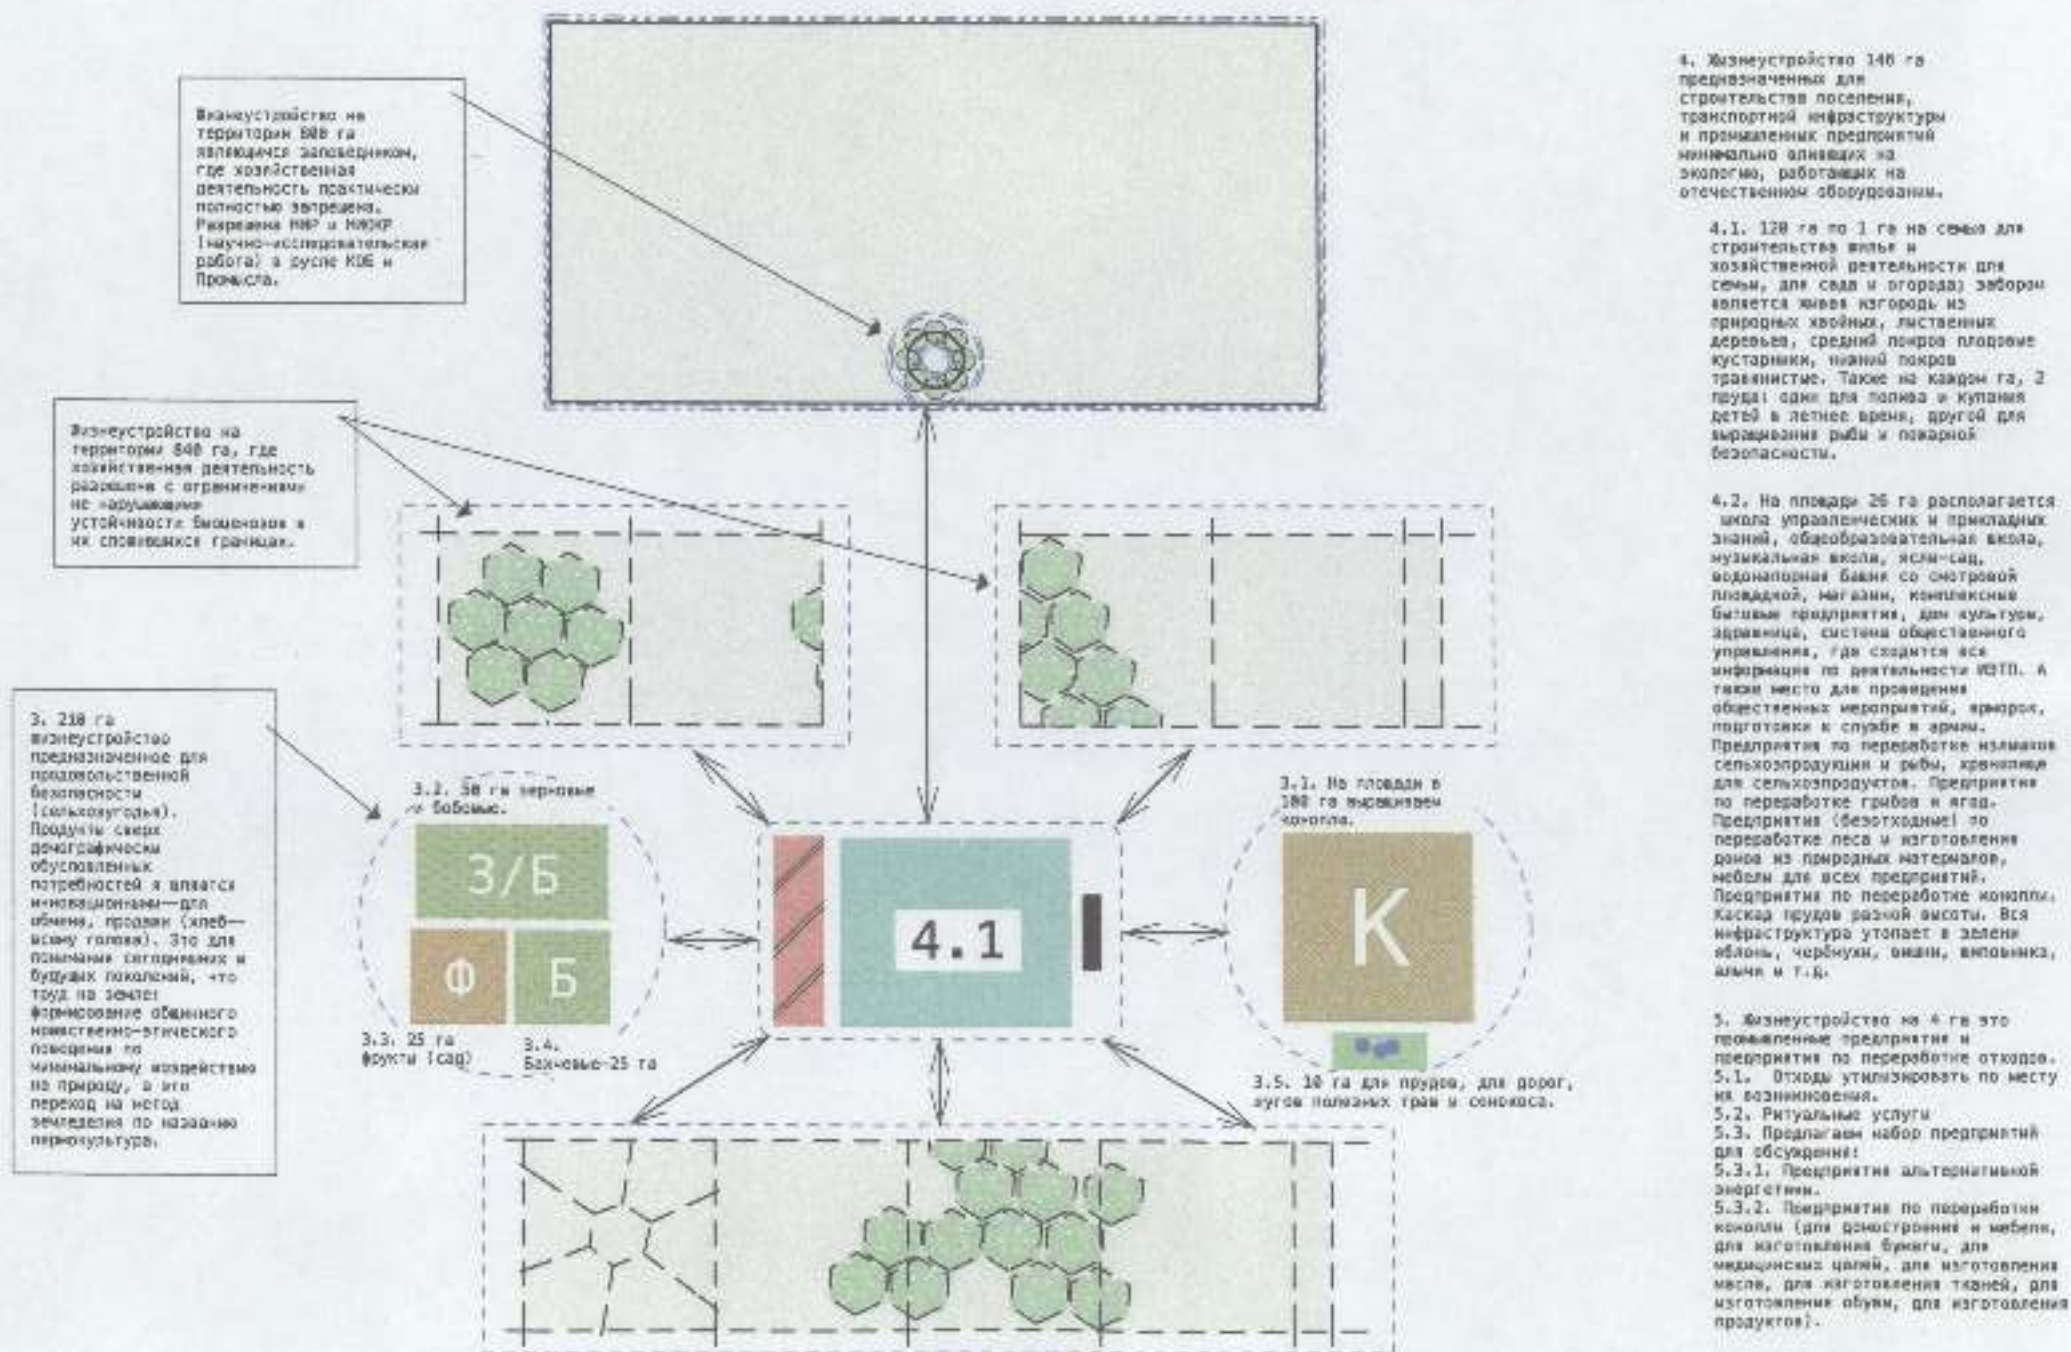 Жизнеустройство на
территории 800 га
являющимся заповедником,
где хозяйственная
деятельность практически
полностью запрещена.
Разрешена НИР и НИОКР
(научно-исследовательская
работа) в русле КОБ и
Промысла.
Жизнеустройство на
территории 840 га, где
хозяйственная деятельность
разрешена с ограничениями
не нарушающими
устойчивости биоценозов в
их сложившихся границах.
3. 210 га
жизнеустройство
предназначенное для
продовольственной
безопасности
(сельхозугодья).
Продукты сверх
демографически
обусловленных
потребностей я вляется
инновационными—для
обмена, продажи (хлеб—
всему голова). Это для
понимания сегодняшних и
будущих поколений, что
труд на земле:
формирование общинного
нравственно-этического
поведения по
минимальному воздействию
на природу, а это
переход на метод
земледелия по названию
пермокультура.
3.2. 50 га зерновые
бобовые.
З/Б
Ф
Б
3.3. 25 га
фрукты (сад)
3.4.
Бахчевые-25 га
4.1
3.1. На площади в
100 га выращиваем
конопля.
К
3.5. 10 га для прудов, для дорог,
лугов полезных трав и сенокоса.
4. Жизнеустройство 146 га
предназначенных для
строительства поселения,
транспортной инфраструктуры
и промышленных предприятий
минимально влияющих на
экологию, работающих на
отечественном оборудовании.
4.1. 120 га по 1 га на семью для
строительства жилья и
хозяйственной деятельности для
семьи, для сада и огорода; забором
является живая изгородь из
природных хвойных, лиственных
деревьев, средний покров плодовые
кустарники, нижний покров
травянистые. Также на каждом га, 2
пруда: один для полива и купания
детей в летнее время, другой для
выращивания рыбы и пожарной
безопасности.
4.2. На площади 26 га располагается
школа управленческих и прикладных
знаний, общеобразовательная школа,
музыкальная школа, ясли-сад,
водонапорная башня со смотровой
площадкой, магазин, комплексные
бытовые предприятия, дом культуры,
здравница, система общественного
управления, где сходится вся
информация по деятельности А
также место для проведения
общественных мероприятий, ярморок,
подготовки к службе в армии.
Предприятия по переработке излишков
сельхозпродукции и рыбы, хранилище
для сельхозпродуктов. Предприятия
по переработке грибов и ягод.
Предприятия (безотходные) по
переработке леса и изготовления
домов из природных материалов,
мебели для всех предприятий.
Предприятия по переработке конопли.
Каскад прудов разной высоты. Вся
инфраструктура утопает в зелени
яблонь, черёмухи, вишни, шиповника,
алычи и т.д.
5. Жизнеустройство на 4 га это
промышленные предприятия и
предприятия по переработке отходов.
5.1. Отходы утилизировать по месту
их возникновения.
5.2. Ритуальные услуги
5.3. Предлагаем набор предприятий
для обсуждения:
5.3.1. Предприятия альтернативной
энергетики.
5.3.2. Предприятия по переработки
конопли (для домостроения и мебели,
для изготовления бумаги, для
медицинских целей, для изготовления
масла, для изготовления тканей, для
изготовления обуви, для изготовления
продуктов).